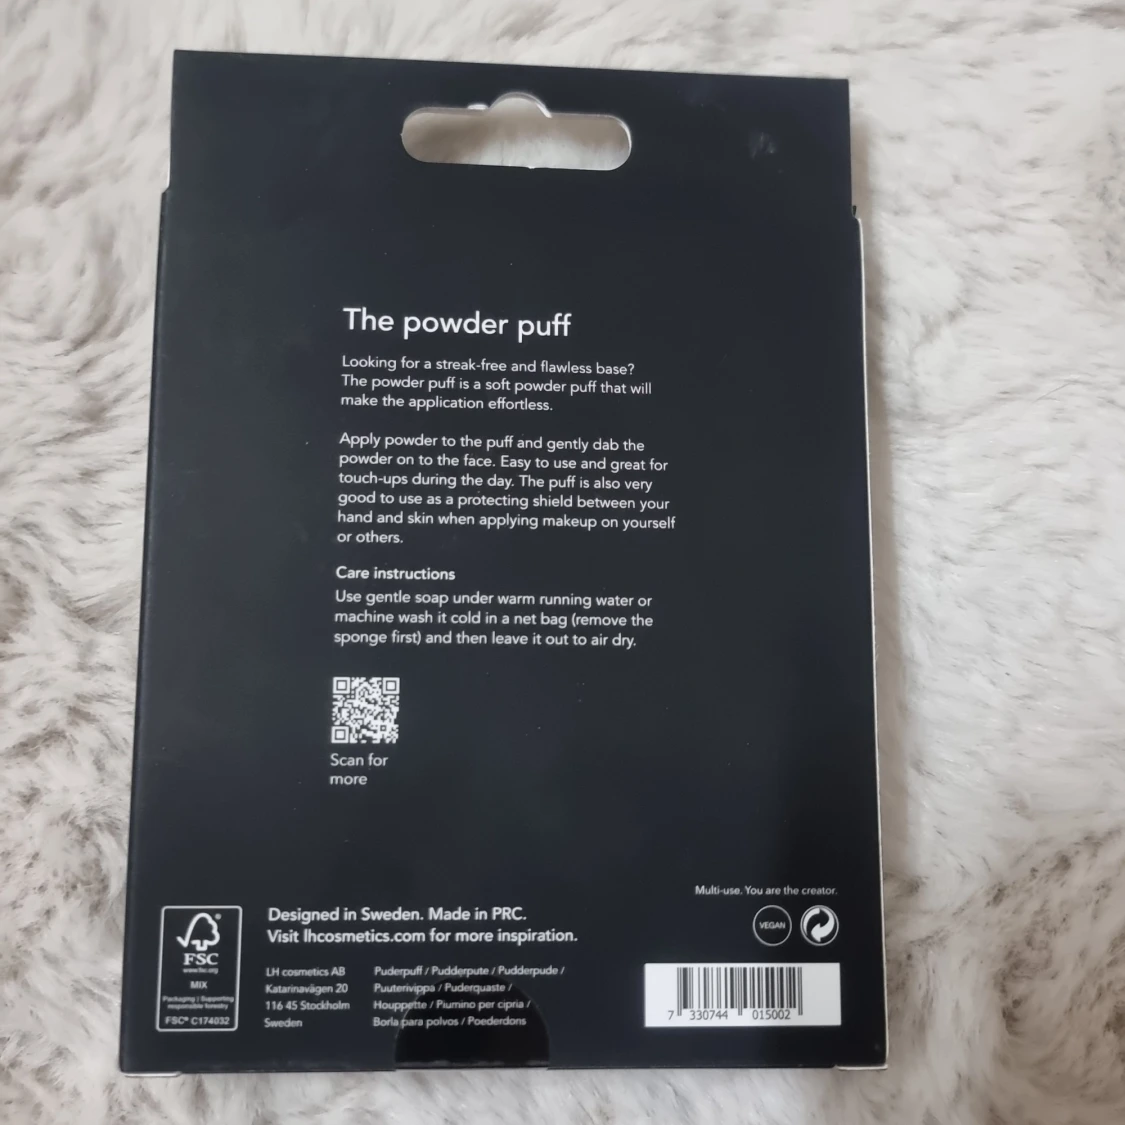 The powder puff
Looking for a streak-free and flawless base?
The powder puff is a soft powder puff that will
make the application effortless.
Apply powder to the puff and gently dab the
powder on to the face. Easy to use and great for
touch-ups during the day. The puff is also very
good to use as a protecting shield between your
hand and skin when applying makeup on yourself
or others.
Care instructions
Use gentle soap under warm running water or
machine wash it cold in a net bag (remove the
sponge first) and then leave it out to air dry.
Scan for
more
Multi-use. You are the creator.
VEGAN
FSC
www.fsc.org
MIX
Packaging | Supporting
responsible forestry
FSC® C174032
Designed in Sweden. Made in PRC.
Visit lhcosmetics.com for more inspiration.
LH cosmetics AB
Katarinavägen 20
116 45 Stockholm
Sweden
Puderpuff / Pudderpute / Pudderpude /
Puuterivippa / Puderquaste /
Houppette / Piumino per cipria /
Borla para polvos / Poederdons
7 330744 015002